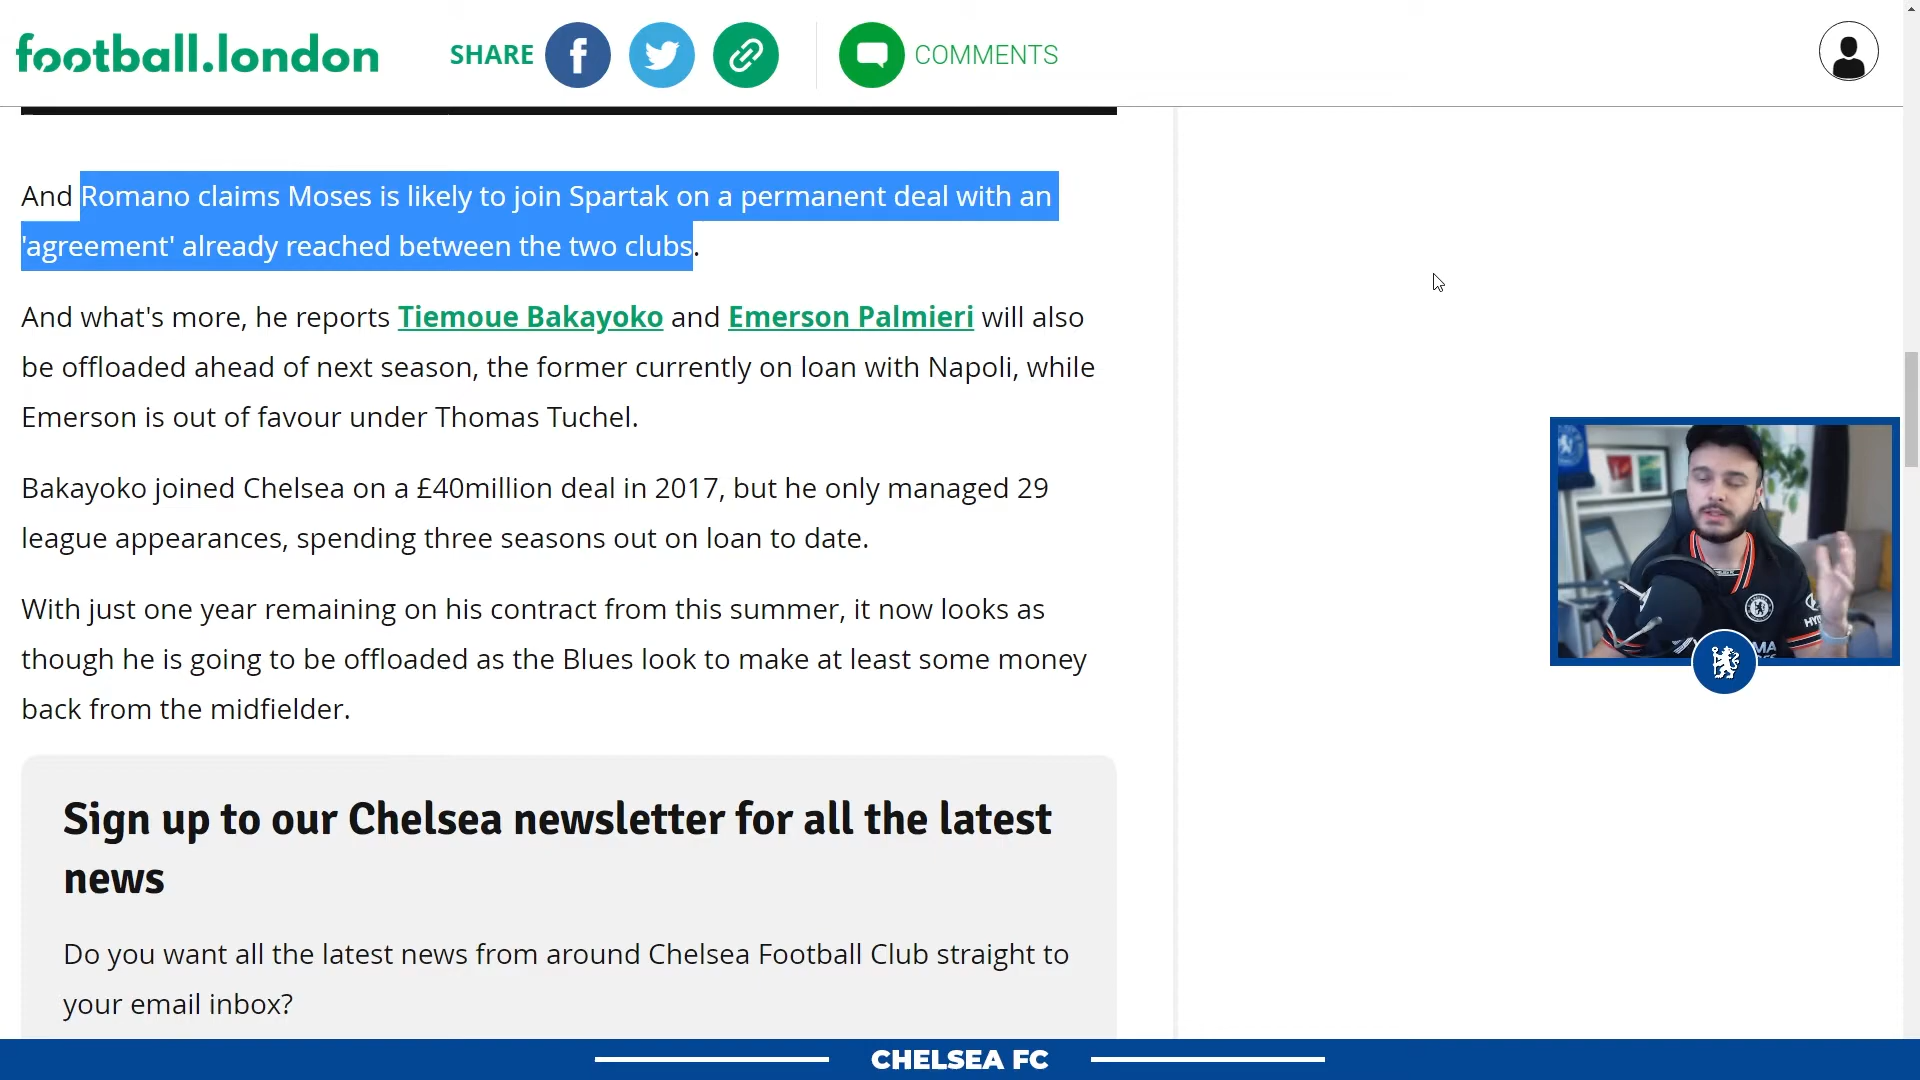 football.london
SHARE
COMMENTS
And Romano claims Moses is likely to join Spartak on a permanent deal with an
'agreement' already reached between the two clubs.
And what's more, he reports Tiemoue Bakayoko and Emerson Palmieri will also
be offloaded ahead of next season, the former currently on loan with Napoli, while
Emerson is out of favour under Thomas Tuchel.
Bakayoko joined Chelsea on a £40million deal in 2017, but he only managed 29
league appearances, spending three seasons out on loan to date.
With just one year remaining on his contract from this summer, it now looks as
though he is going to be offloaded as the Blues look to make at least some money
back from the midfielder.
Sign up to our Chelsea newsletter for all the latest
news
Do you want all the latest news from around Chelsea Football Club straight to
your email inbox?
CHELSEA FC